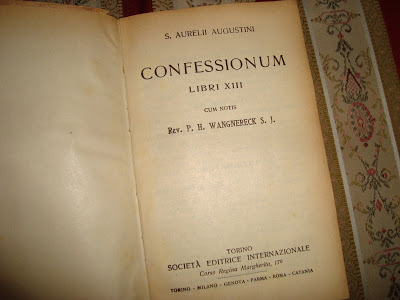 S. AURELII AUGUSTINI
CONFESSIONUM
LIBRI XIII
CUM NOTIS
Rev. P. H. WANGNERECK S. J.
TORINO
SOCIETÀ EDITRICE INTERNAZIONALE
Corso Regina Margherita, 176
TORINO - MILANO - GENOVA - PARMA - ROMA - CATANIA